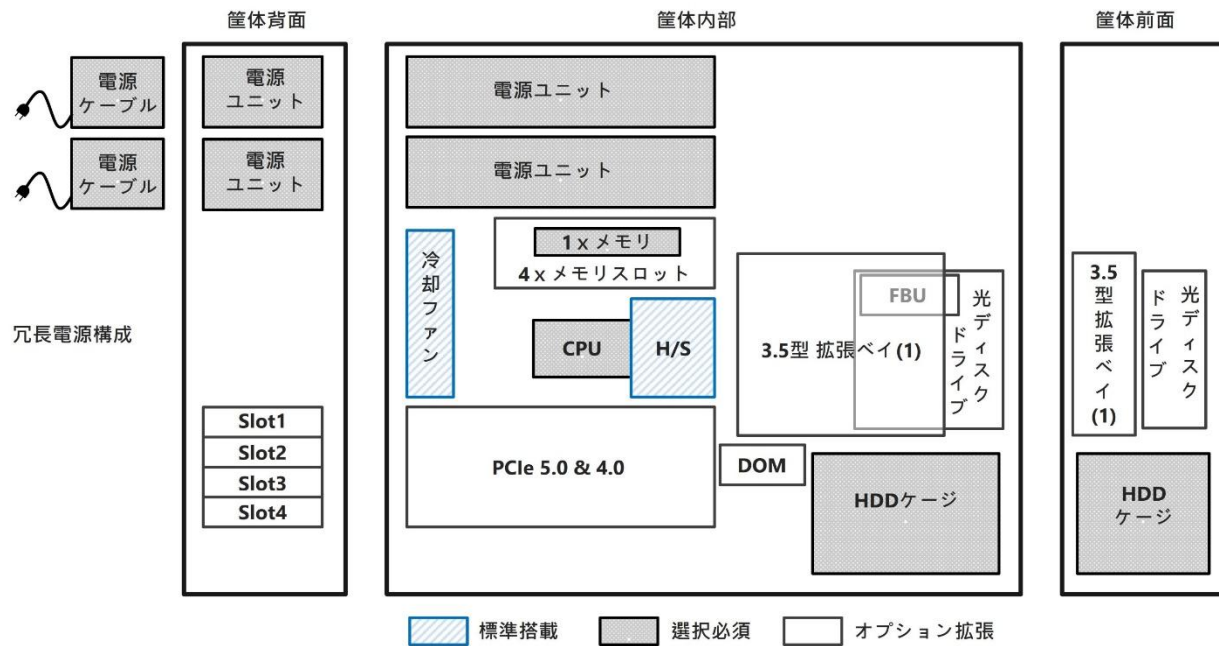 筐体背面
筐体内部
筐体前面
電源
ケーブル
電源
ケーブル
冗長電源構成
電源
ユニット
電源
ユニット
Slot1
Slot2
Slot3
Slot4
電源ユニット
電源ユニット
冷却ファン
1 x メモリ
4 x メモリスロット
CPU
H/S
PCIe 5.0 & 4.0
3.5型 拡張ベイ(1)
FBU
光ディスク
ドライブ
DOM
HDDケージ
3.5
型拡張ベイ
(1)
光ディスク
ドライブ
HDD
ケージ
標準搭載
選択必須
オプション拡張